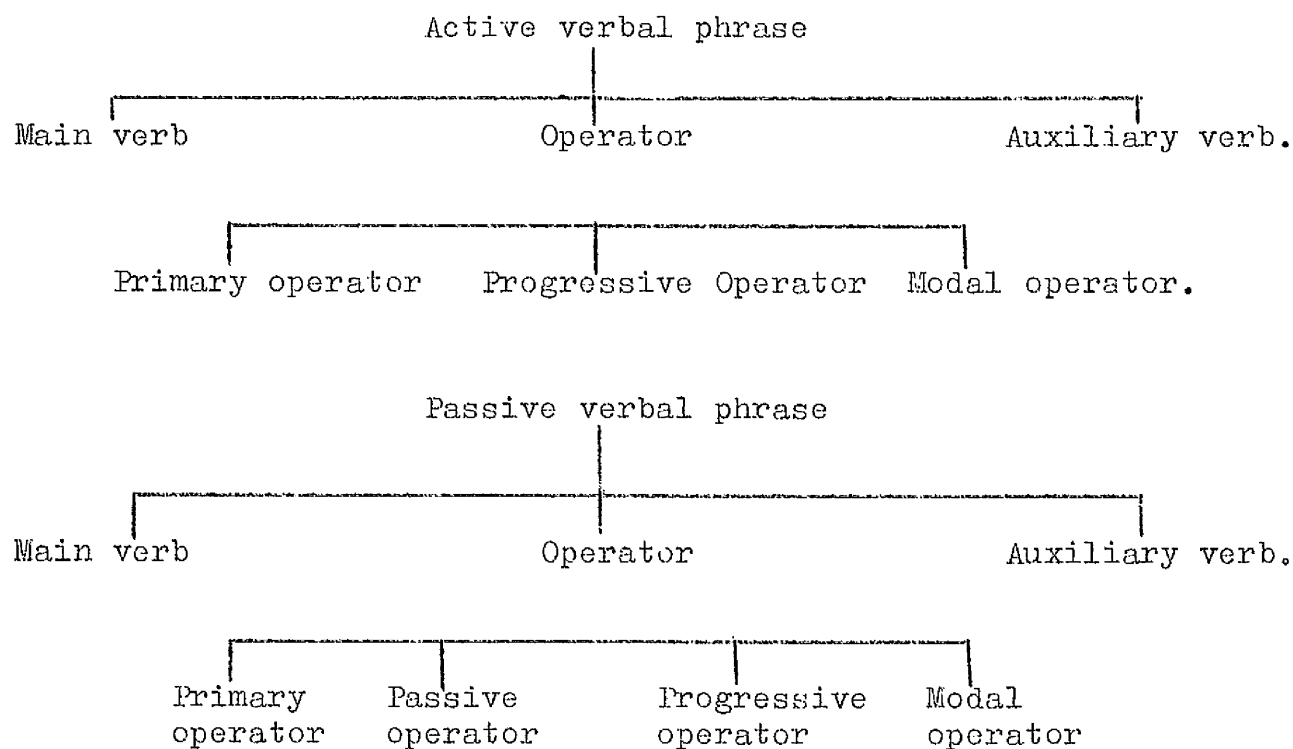 Active verbal phrase
Main verb Operator Auxiliary verb.
Primary operator Progressive Operator Modal operator.
Passive verbal phrase
Main verb Operator Auxiliary verb.
Primary Passive Progressive Modal
operator operator operator operator